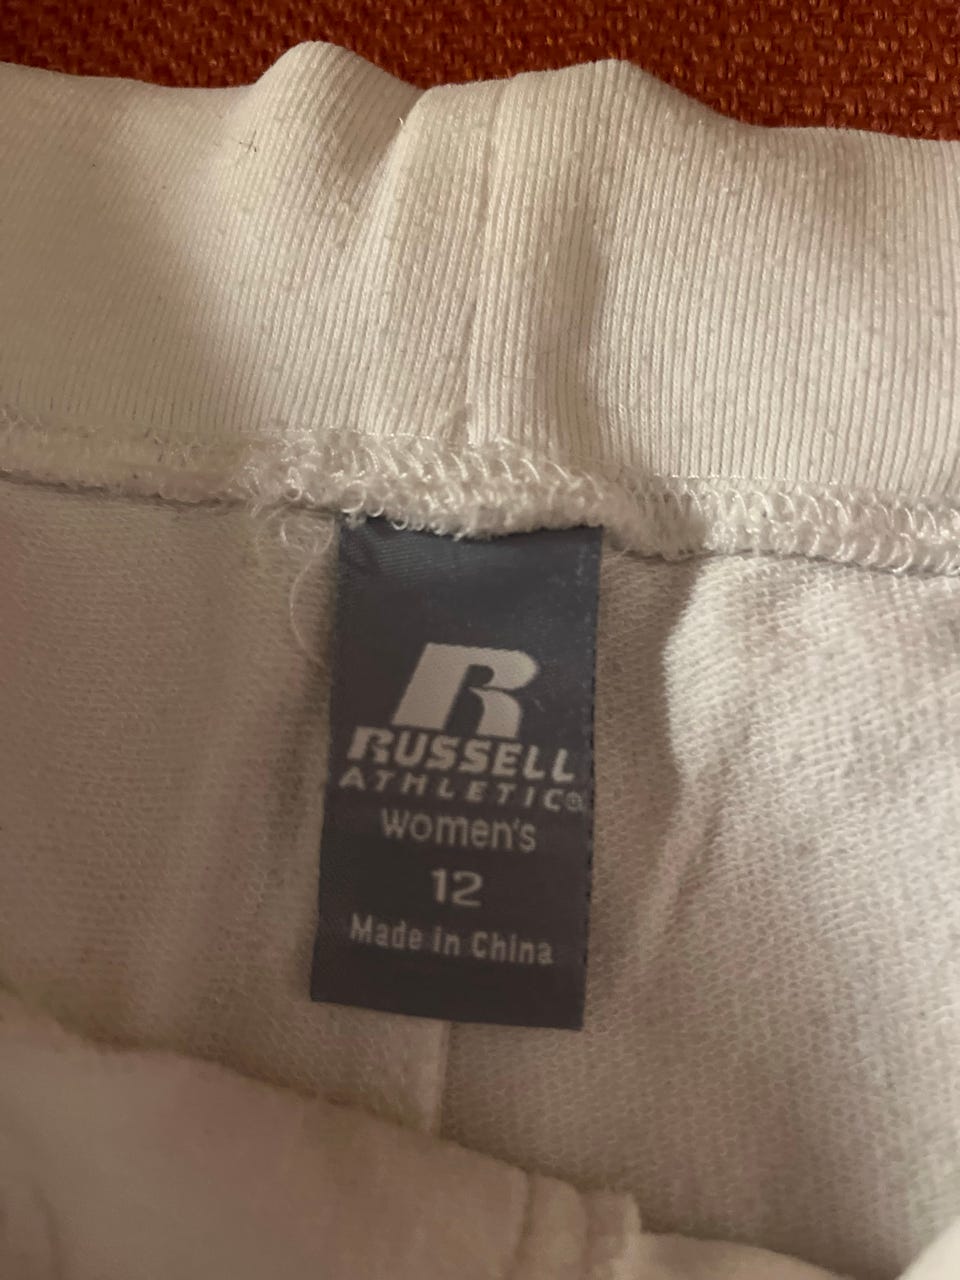 R
RUSSELL
ATHLETIC®
women's
12
Made in China